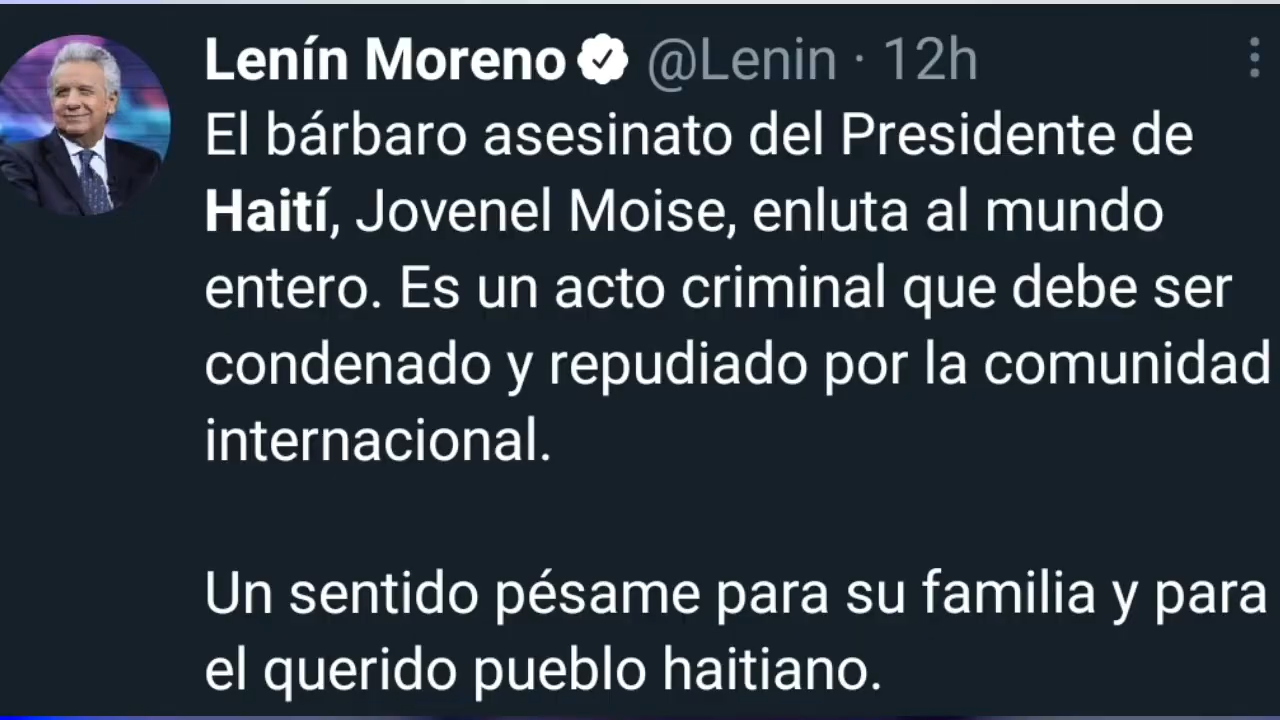 Lenín Moreno @Lenin · 12h
El bárbaro asesinato del Presidente de
Haití, Jovenel Moise, enluta al mundo
entero. Es un acto criminal que debe ser
condenado y repudiado por la comunidad
internacional.
Un sentido pésame para su familia y para
el querido pueblo haitiano.